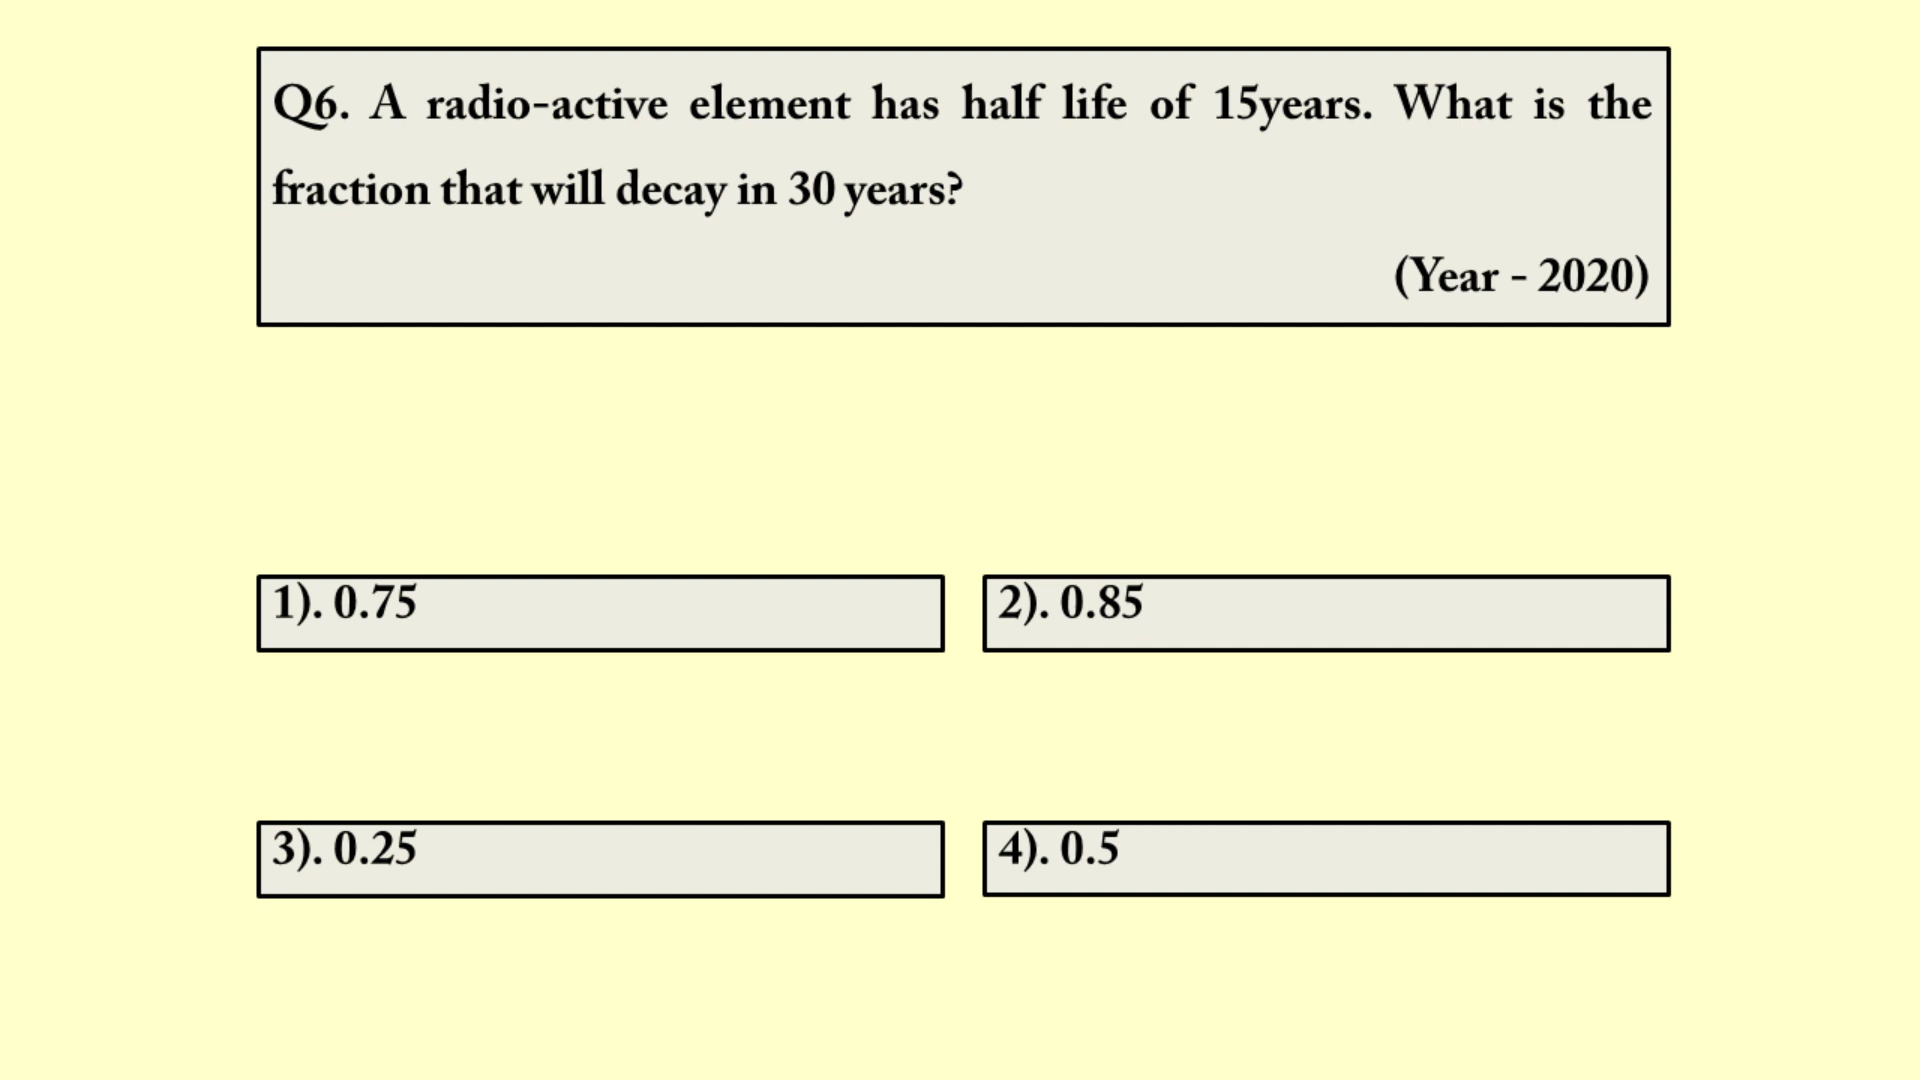 Q6. A radio-active element has half life of 15years. What is the
fraction that will decay in 30 years?
(Year - 2020)
1). 0.75
2). 0.85
3). 0.25
4). 0.5